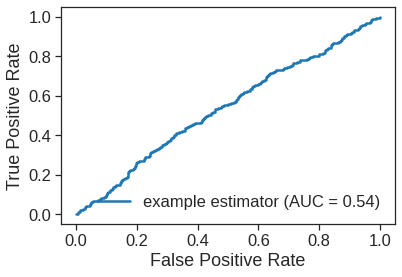 1.0
0.8
0.6
0.4
0.2
0.0
True Positive Rate
example estimator (AUC = 0.54)
0.0 0.2 0.4 0.6 0.8 1.0
False Positive Rate